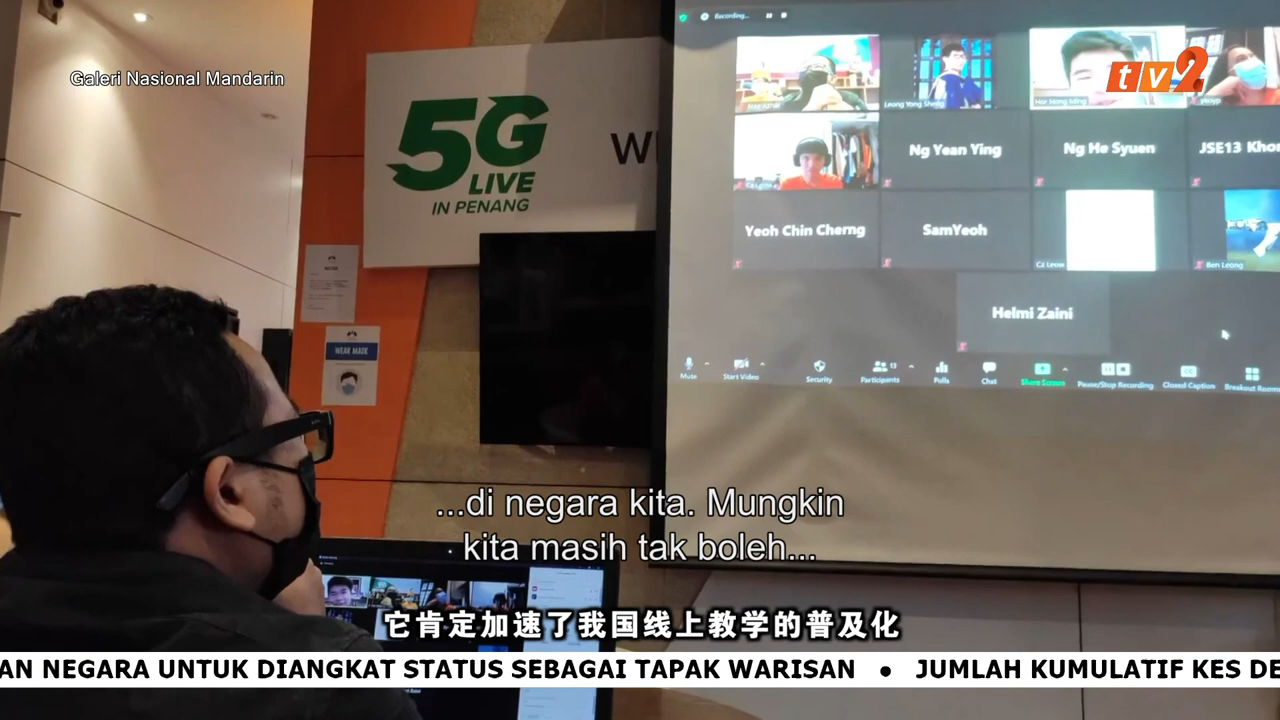 Recording...
Galeri Nasional Mandarin
tv2
5G
LIVE
IN PENANG
W
Leong Yong Sheng
Hor Hong Ming
Ng Yean Ying
Ng He Syuen
JSE13 Khor
Yeoh Chin Cherng
SamYeoh
Cz Leow
Ben Leong
Helmi Zaini
WEAR MASK
Mute
Start Video
Security
Participants
13
Polls
Chat
Share Screen
Pause/Stop Recording
Closed Caption
Breakout Rooms
...di negara kita. Mungkin
kita masih tak boleh...
它肯定加速了我国线上教学的普及化
AN NEGARA UNTUK DIANGKAT STATUS SEBAGAI TAPAK WARISAN ● JUMLAH KUMULATIF KES DE